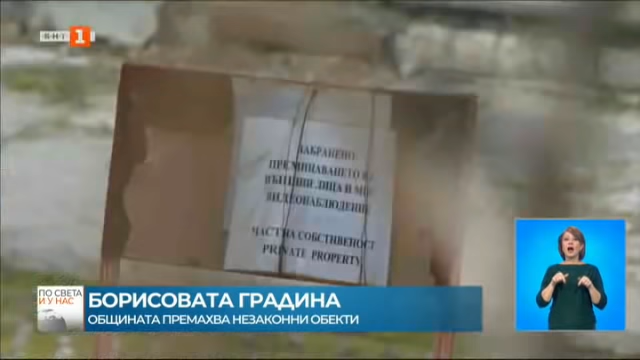 БНТ 1
ЗАБРАНЕНО
ПРЕМИНАВАНЕТО НА
ВЪНШНИ ЛИЦА И МПС
ВИДЕОНАБЛЮДЕНИЕ
ЧАСТНА СОБСТВЕНОСТ
PRIVATE PROPERTY
ПО СВЕТА
И У НАС
БОРИСОВАТА ГРАДИНА
ОБЩИНАТА ПРЕМАХВА НЕЗАКОННИ ОБЕКТИ